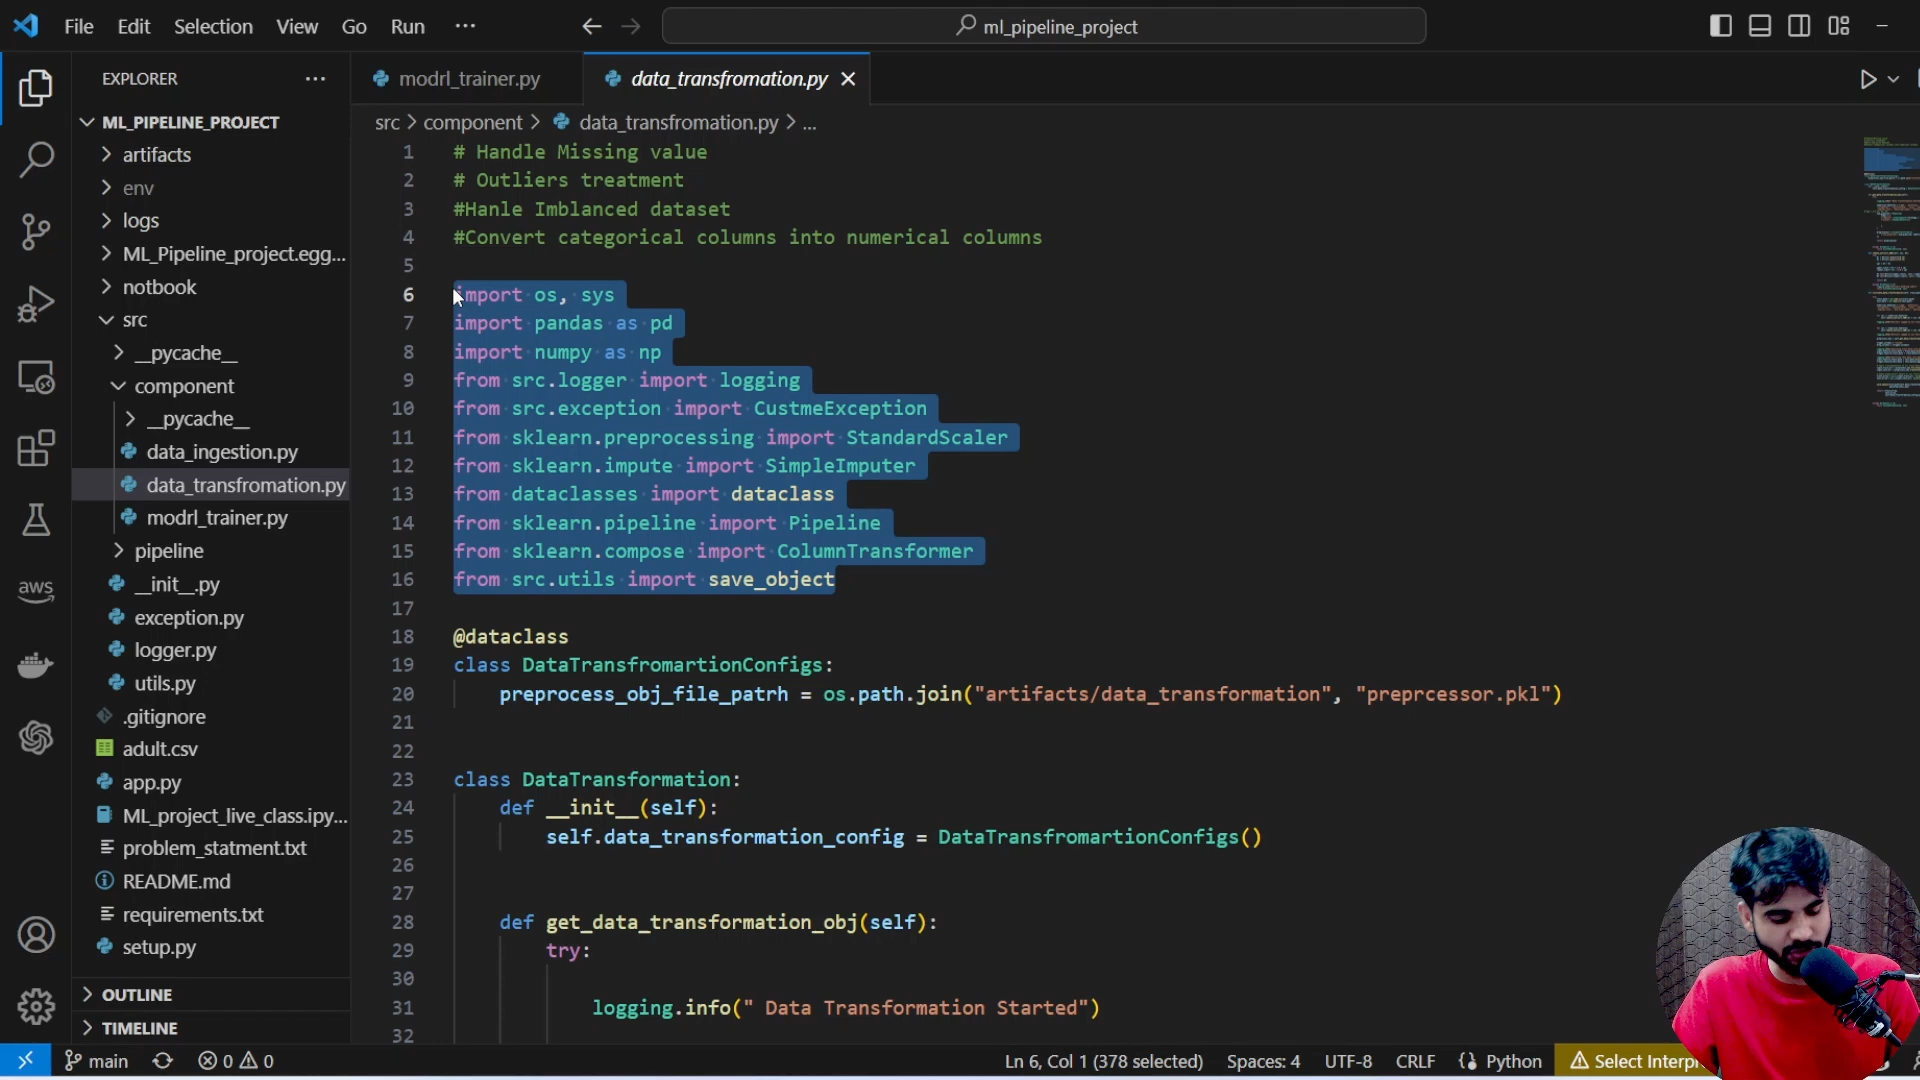 File Edit Selection View Go Run ··· ml_pipeline_project
EXPLORER ···
ML_PIPELINE_PROJECT
artifacts
env
logs
ML_Pipeline_project.egg...
notbook
src
__pycache__
component
__pycache__
data_ingestion.py
data_transfromation.py
modrl_trainer.py
pipeline
__init__.py
exception.py
logger.py
utils.py
.gitignore
adult.csv
app.py
ML_project_live_class.ipy...
problem_statment.txt
README.md
requirements.txt
setup.py
OUTLINE
TIMELINE
aws
modrl_trainer.py data_transfromation.py
src > component > data_transfromation.py > ...
1 # Handle Missing value
2 # Outliers treatment
3 #Hanle Imblanced dataset
4 #Convert categorical columns into numerical columns
5
6 import os, sys
7 import pandas as pd
8 import numpy as np
9 from src.logger import logging
10 from src.exception import CustmeException
11 from sklearn.preprocessing import StandardScaler
12 from sklearn.impute import SimpleImputer
13 from dataclasses import dataclass
14 from sklearn.pipeline import Pipeline
15 from sklearn.compose import ColumnTransformer
16 from src.utils import save_object
17
18 @dataclass
19 class DataTransfromartionConfigs:
20 preprocess_obj_file_patrh = os.path.join("artifacts/data_transformation", "preprcessor.pkl")
21
22
23 class DataTransformation:
24 def __init__(self):
25 self.data_transformation_config = DataTransfromartionConfigs()
26
27
28 def get_data_transformation_obj(self):
29 try:
30
31 logging.info(" Data Transformation Started")
32
main 0 0 Ln 6, Col 1 (378 selected) Spaces: 4 UTF-8 CRLF Python Select